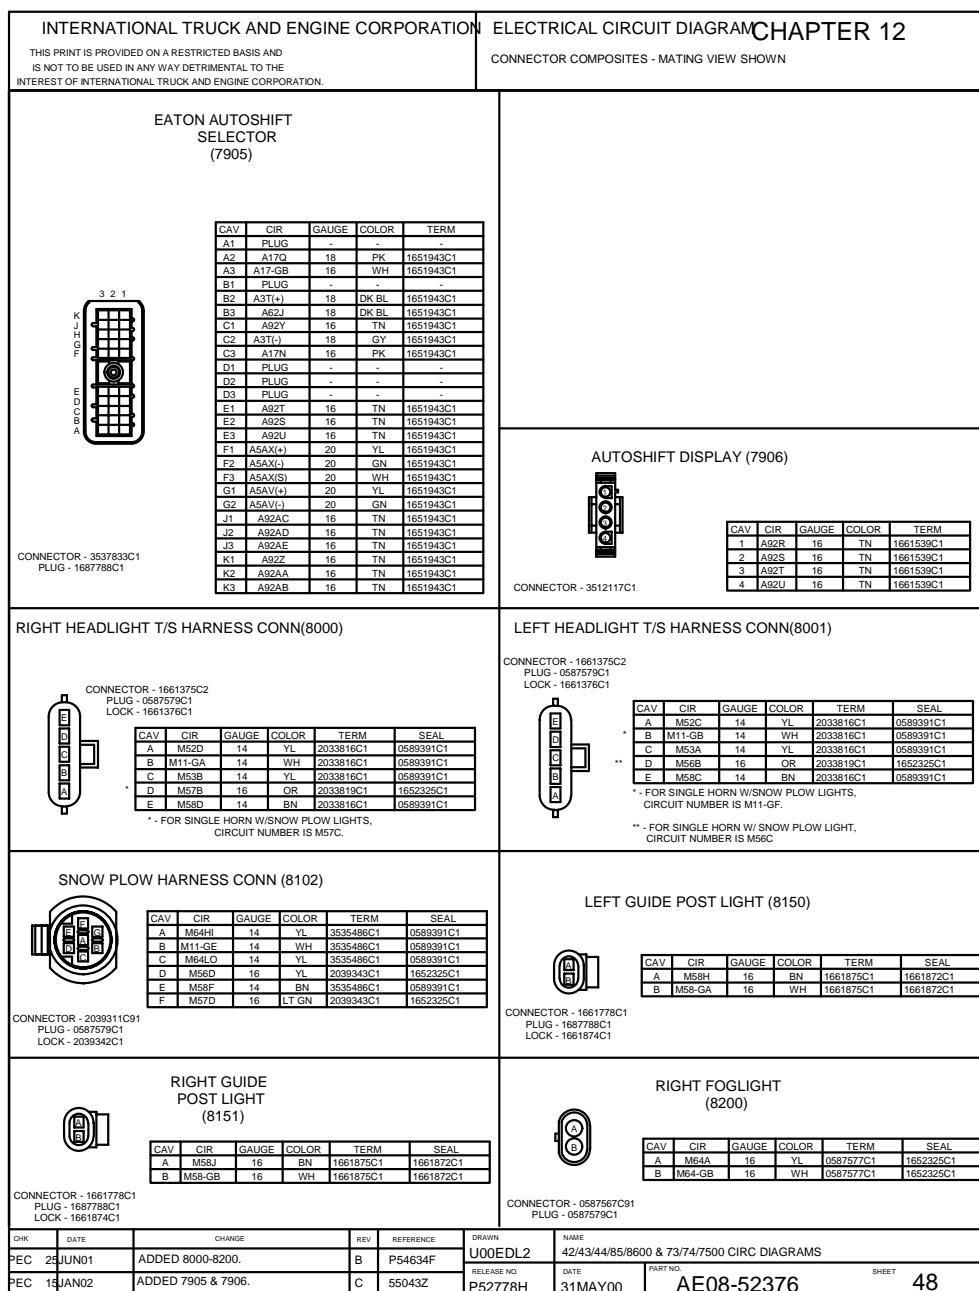 INTERNATIONAL TRUCK AND ENGINE CORPORATION
THIS PRINT IS PROVIDED ON A RESTRICTED BASIS AND
IS NOT TO BE USED IN ANY WAY DETRIMENTAL TO THE
INTEREST OF INTERNATIONAL TRUCK AND ENGINE CORPORATION.
ELECTRICAL CIRCUIT DIAGRAM CHAPTER 12
CONNECTOR COMPOSITES - MATING VIEW SHOWN
EATON AUTOSHIFT
SELECTOR
(7905)
3 2 1
K
J
H
G
F
E
D
C
B
A
CONNECTOR - 3537833C1
PLUG - 1687788C1
CAV CIR GAUGE COLOR TERM
A1 PLUG - - -
A2 A17Q 18 PK 1651943C1
A3 A17-GB 16 WH 1651943C1
B1 PLUG - - -
B2 A3T(+) 18 DK BL 1651943C1
B3 A62J 18 DK BL 1651943C1
C1 A92Y 16 TN 1651943C1
C2 A3T(-) 18 GY 1651943C1
C3 A17N 16 PK 1651943C1
D1 PLUG - - -
D2 PLUG - - -
D3 PLUG - - -
E1 A92T 16 TN 1651943C1
E2 A92S 16 TN 1651943C1
E3 A92U 16 TN 1651943C1
F1 A5AX(+) 20 YL 1651943C1
F2 A5AX(-) 20 GN 1651943C1
F3 A5AX(S) 20 WH 1651943C1
G1 A5AV(+) 20 YL 1651943C1
G2 A5AV(-) 20 GN 1651943C1
J1 A92AC 16 TN 1651943C1
J2 A92AD 16 TN 1651943C1
J3 A92AE 16 TN 1651943C1
K1 A92Z 16 TN 1651943C1
K2 A92AA 16 TN 1651943C1
K3 A92AB 16 TN 1651943C1
AUTOSHIFT DISPLAY (7906)
1
2
3
4
CONNECTOR - 3512117C1
CAV CIR GAUGE COLOR TERM
1 A92R 16 TN 1661539C1
2 A92S 16 TN 1661539C1
3 A92T 16 TN 1661539C1
4 A92U 16 TN 1661539C1
RIGHT HEADLIGHT T/S HARNESS CONN(8000)
CONNECTOR - 1661375C2
PLUG - 0587579C1
LOCK - 1661376C1
E
D
C
B
A
CAV CIR GAUGE COLOR TERM SEAL
A M52D 14 YL 2033816C1 0589391C1
B M11-GA 14 WH 2033816C1 0589391C1
C M53B 14 YL 2033816C1 0589391C1
* D M57B 16 OR 2033819C1 1652325C1
E M58D 14 BN 2033816C1 0589391C1
* - FOR SINGLE HORN W/SNOW PLOW LIGHTS,
CIRCUIT NUMBER IS M57C.
LEFT HEADLIGHT T/S HARNESS CONN(8001)
CONNECTOR - 1661375C2
PLUG - 0587579C1
LOCK - 1661376C1
E
D
C
B
A
CAV CIR GAUGE COLOR TERM SEAL
A M52C 14 YL 2033816C1 0589391C1
* B M11-GB 14 WH 2033816C1 0589391C1
C M53A 14 YL 2033816C1 0589391C1
** D M56B 16 OR 2033819C1 1652325C1
E M58C 14 BN 2033816C1 0589391C1
* - FOR SINGLE HORN W/SNOW PLOW LIGHTS,
CIRCUIT NUMBER IS M11-GF.
** - FOR SINGLE HORN W/ SNOW PLOW LIGHT,
CIRCUIT NUMBER IS M56C
SNOW PLOW HARNESS CONN (8102)
CONNECTOR - 2039311C91
PLUG - 0587579C1
LOCK - 2039342C1
CAV CIR GAUGE COLOR TERM SEAL
A M64HI 14 YL 3535486C1 0589391C1
B M11-GE 14 WH 3535486C1 0589391C1
C M64LO 14 YL 3535486C1 0589391C1
D M56D 16 YL 2039343C1 1652325C1
E M58F 14 BN 3535486C1 0589391C1
F M57D 16 LT GN 2039343C1 1652325C1
LEFT GUIDE POST LIGHT (8150)
A
B
CONNECTOR - 1661778C1
PLUG - 1687788C1
LOCK - 1661874C1
CAV CIR GAUGE COLOR TERM SEAL
A M58H 16 BN 1661875C1 1661872C1
B M58-GA 16 WH 1661875C1 1661872C1
RIGHT GUIDE
POST LIGHT
(8151)
A
B
CONNECTOR - 1661778C1
PLUG - 1687788C1
LOCK - 1661874C1
CAV CIR GAUGE COLOR TERM SEAL
A M58J 16 BN 1661875C1 1661872C1
B M58-GB 16 WH 1661875C1 1661872C1
RIGHT FOGLIGHT
(8200)
A
B
CONNECTOR - 0587567C91
PLUG - 0587579C1
CAV CIR GAUGE COLOR TERM SEAL
A M64A 16 YL 0587577C1 1652325C1
B M64-GB 16 WH 0587577C1 1652325C1
CHK DATE CHANGE REV REFERENCE
PEC 25JUN01 ADDED 8000-8200. B P54634F
PEC 15JAN02 ADDED 7905 & 7906. C 55043Z
DRAWN
U00EDL2
NAME
42/43/44/85/8600 & 73/74/7500 CIRC DIAGRAMS
RELEASE NO.
P52778H
DATE
31MAY00
PART NO.
AE08-52376
SHEET
48